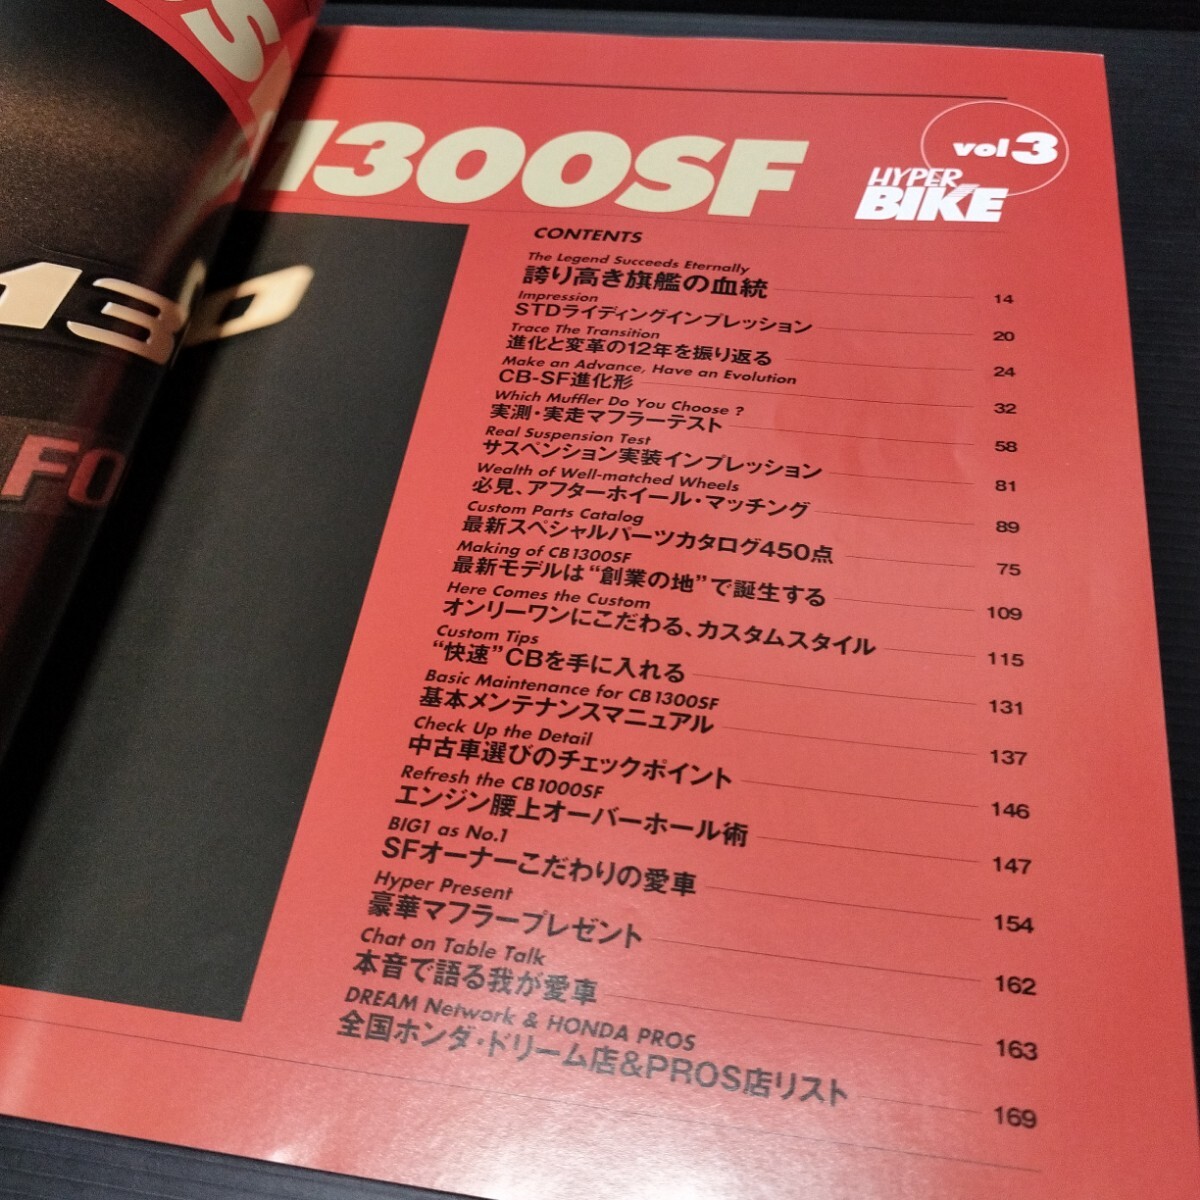 1300SF
vol3
HYPER
BIKE
CONTENTS
The Legend Succeeds Eternally
誇り高き旗艦の血統 14
Impression
STDライディングインプレッション 20
Trace The Transition
進化と変革の12年を振り返る 24
Make an Advance, Have an Evolution
CB-SF進化形 32
Which Muffler Do You Choose ?
実測・実走マフラーテスト 58
Real Suspension Test
サスペンション実装インプレッション 81
Wealth of Well-matched Wheels
必見、アフターホイール・マッチング 89
Custom Parts Catalog
最新スペシャルパーツカタログ450点 75
Making of CB1300SF
最新モデルは“創業の地”で誕生する 109
Here Comes the Custom
オンリーワンにこだわる、カスタムスタイル 115
Custom Tips
“快速”CBを手に入れる 131
Basic Maintenance for CB1300SF
基本メンテナンスマニュアル 137
Check Up the Detail
中古車選びのチェックポイント 146
Refresh the CB1000SF
エンジン腰上オーバーホール術 147
BIG1 as No.1
SFオーナーこだわりの愛車 154
Hyper Present
豪華マフラープレゼント 162
Chat on Table Talk
本音で語る我が愛車 163
DREAM Network & HONDA PROS
全国ホンダ・ドリーム店&PROS店リスト 169
1300
FO